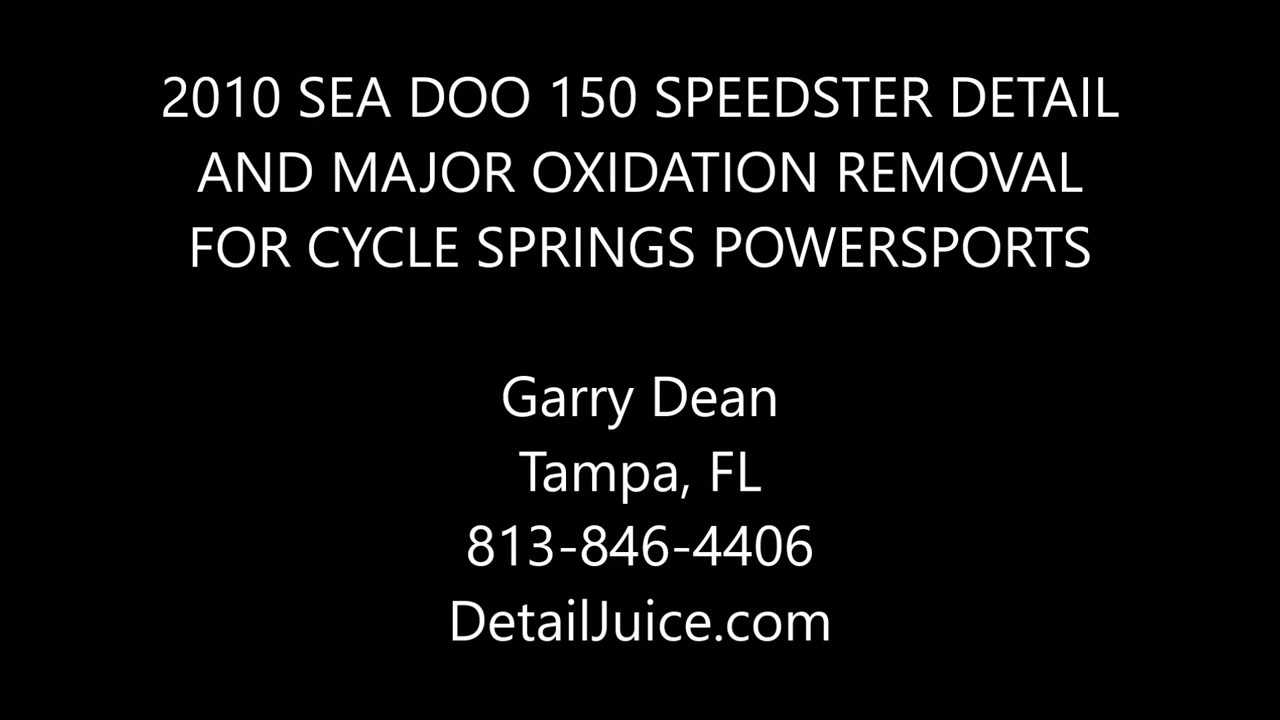 2010 SEA DOO 150 SPEEDSTER DETAIL
AND MAJOR OXIDATION REMOVAL
FOR CYCLE SPRINGS POWERSPORTS
Garry Dean
Tampa, FL
813-846-4406
DetailJuice.com